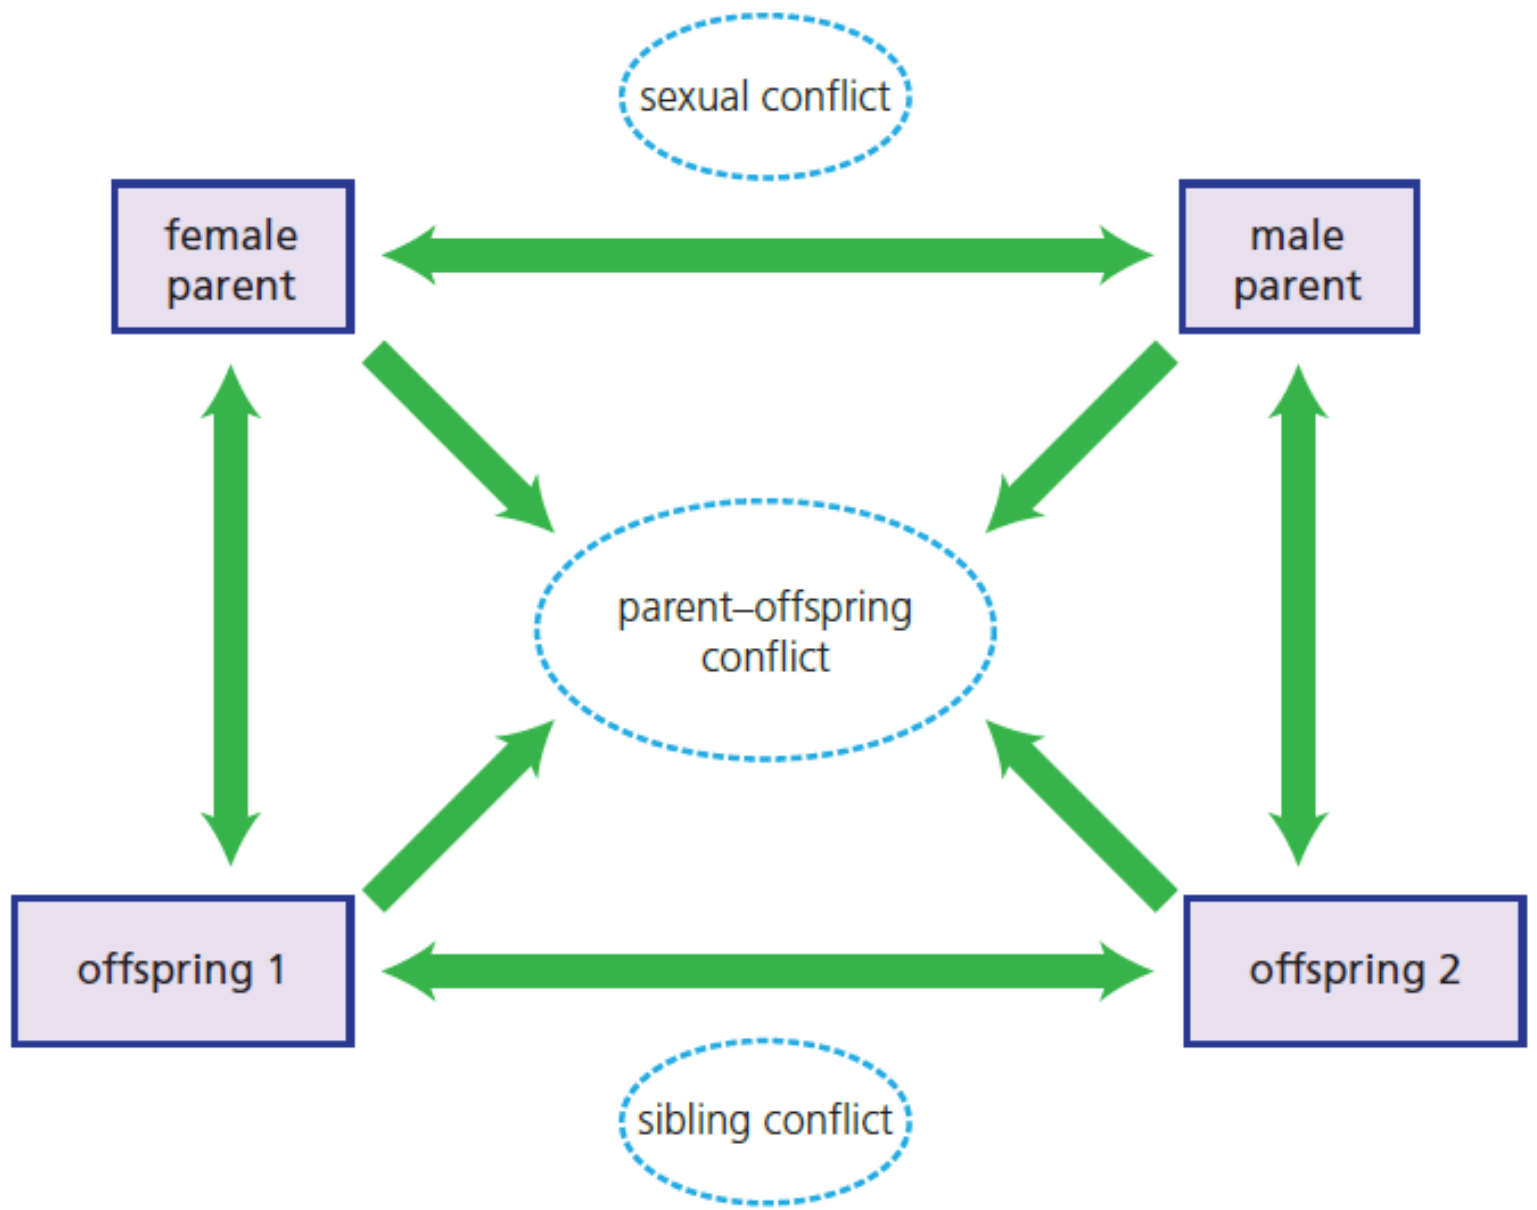 sexual conflict
female
parent
male
parent
parent–offspring
conflict
offspring 1
offspring 2
sibling conflict